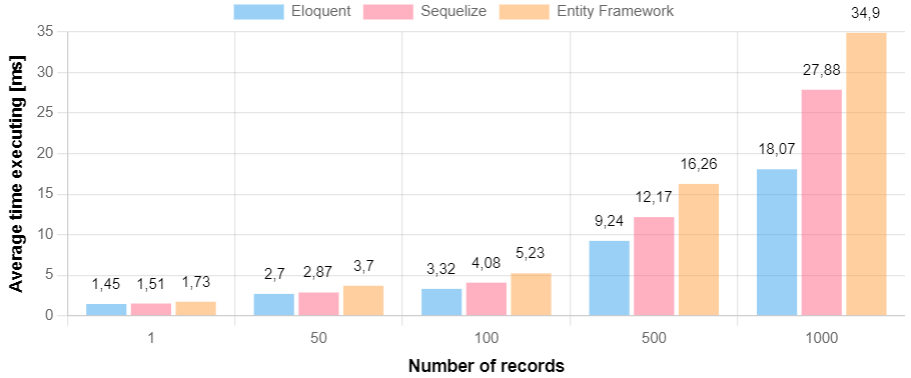 Eloquent Sequelize Entity Framework
Average time executing [ms]
35
30
25
20
15
10
5
0
1,45 1,51 1,73
2,7 2,87 3,7
3,32 4,08 5,23
9,24 12,17 16,26
18,07 27,88 34,9
1 50 100 500 1000
Number of records